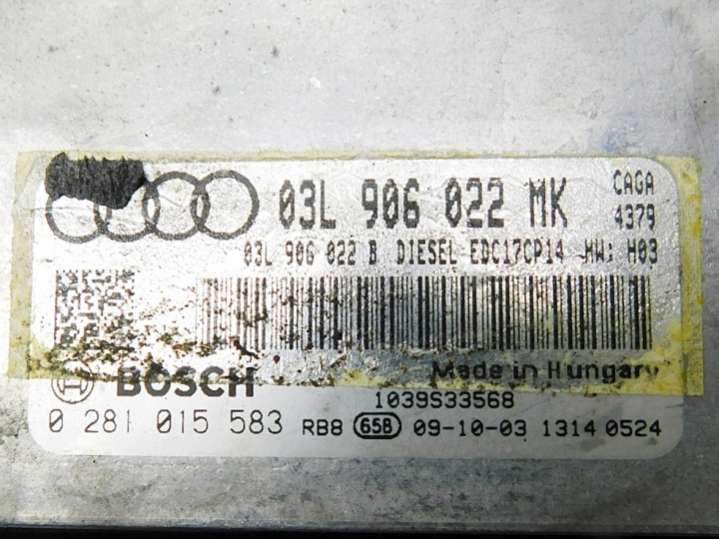 03L 906 022 MK CAGA
4379
03L 906 022 B DIESEL EDC17CP14 HW: H03
Made in Hungary
BOSCH
1039S33568
0 281 015 583 RB8 65B 09-10-03 1314 0524